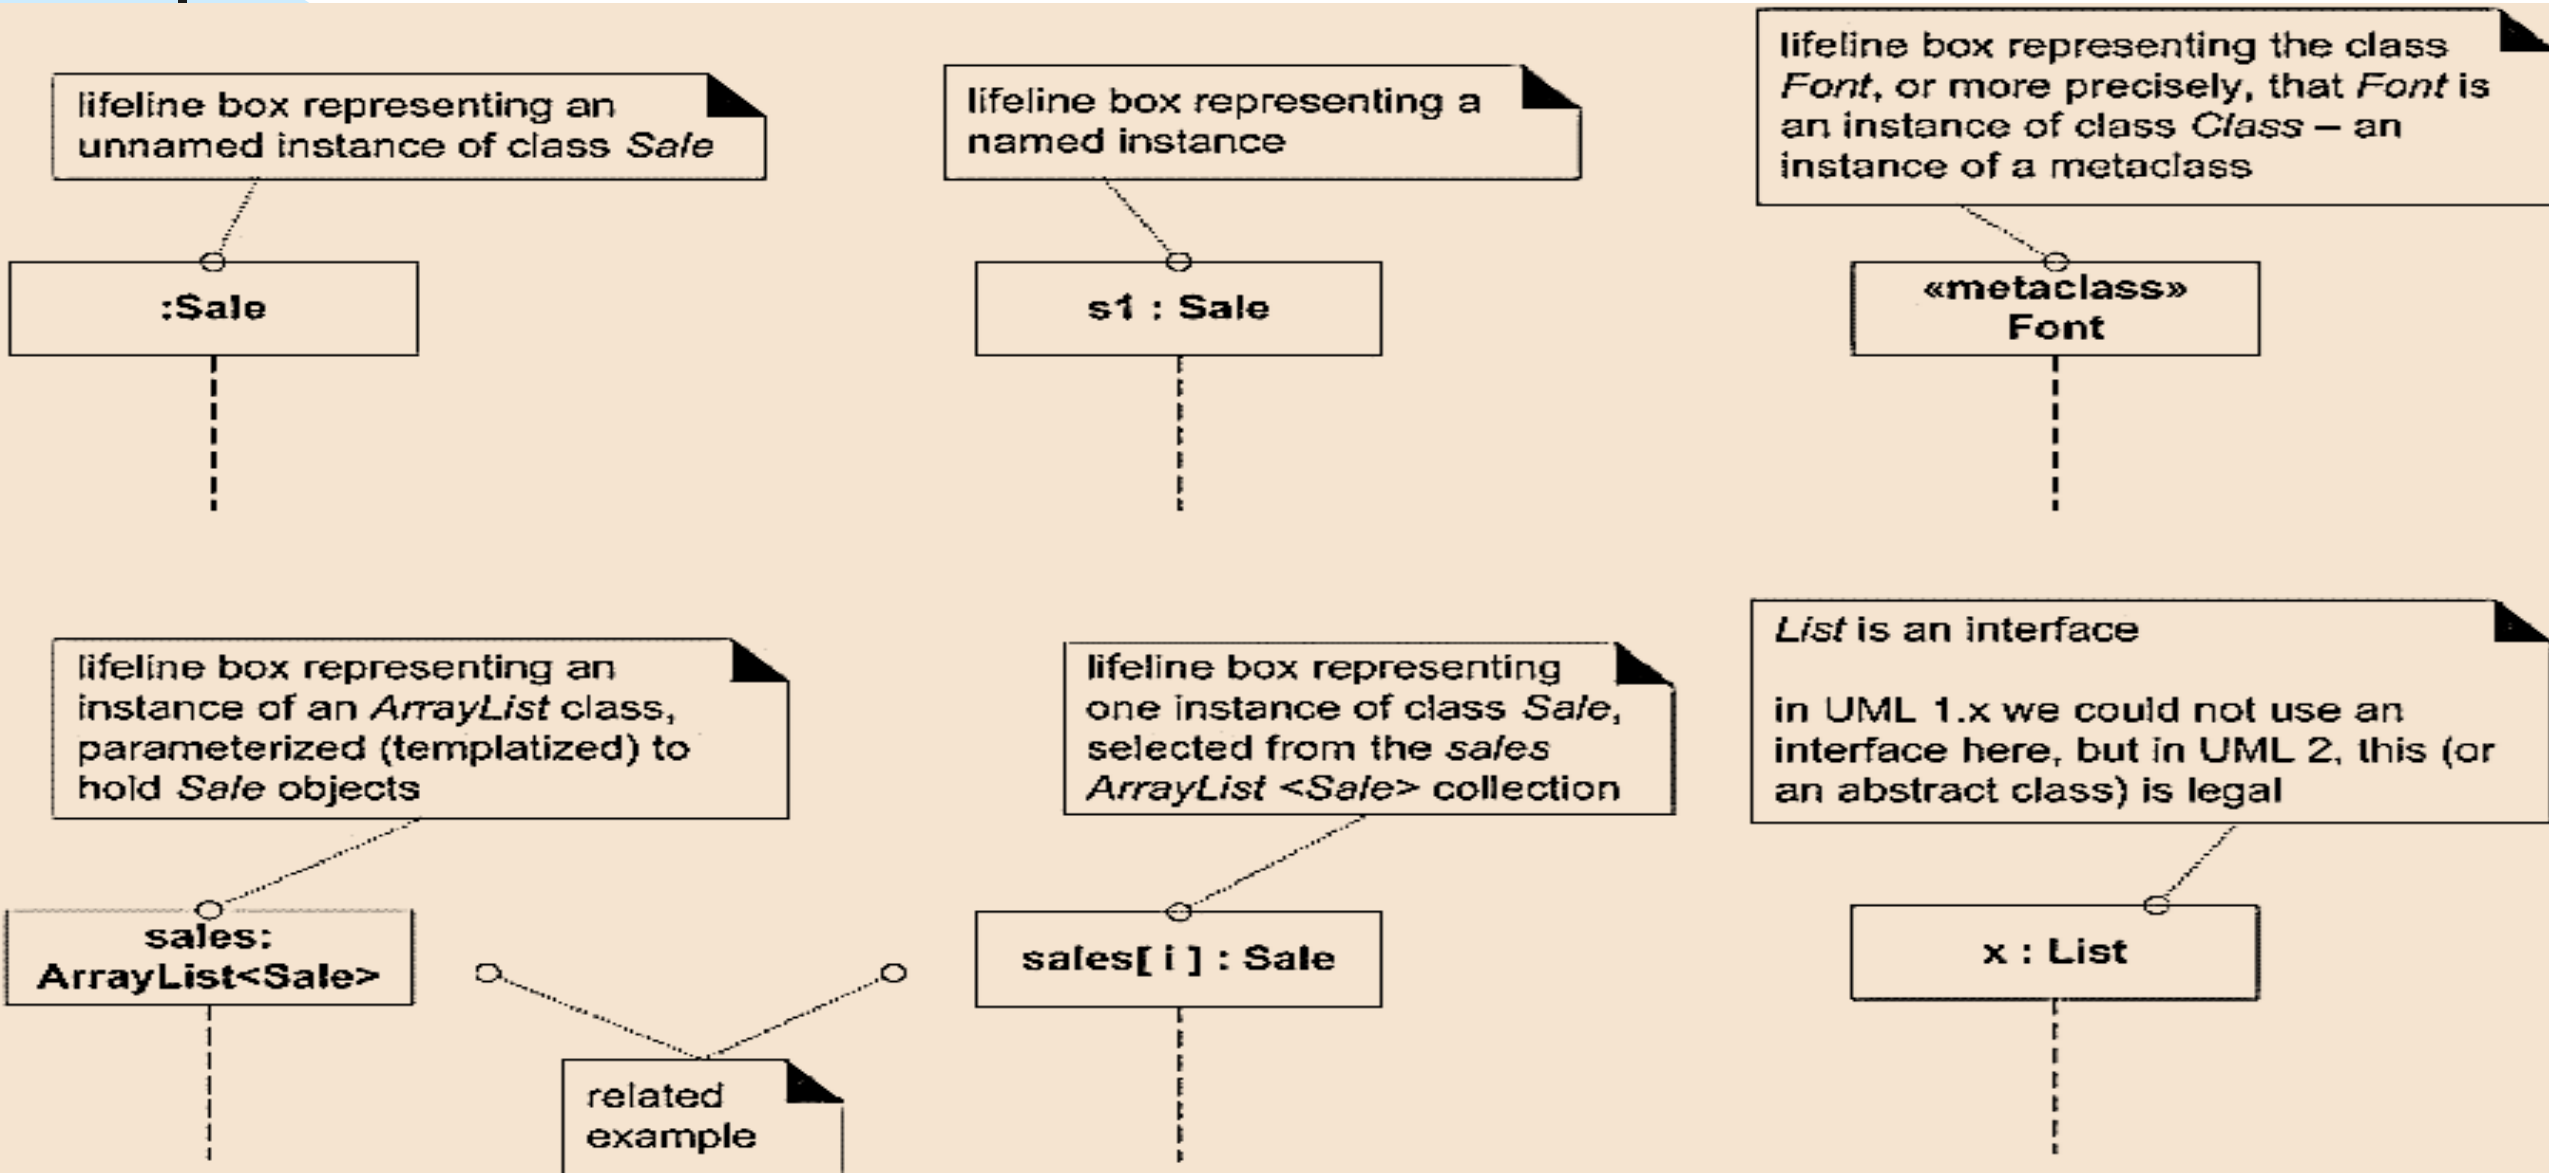 lifeline box representing an
unnamed instance of class Sale
:Sale
lifeline box representing a
named instance
s1 : Sale
lifeline box representing the class
Font, or more precisely, that Font is
an instance of class Class – an
instance of a metaclass
«metaclass»
Font
lifeline box representing an
instance of an ArrayList class,
parameterized (templatized) to
hold Sale objects
sales:
ArrayList<Sale>
related
example
lifeline box representing
one instance of class Sale,
selected from the sales
ArrayList <Sale> collection
sales[ i ] : Sale
List is an interface
in UML 1.x we could not use an
interface here, but in UML 2, this (or
an abstract class) is legal
x : List